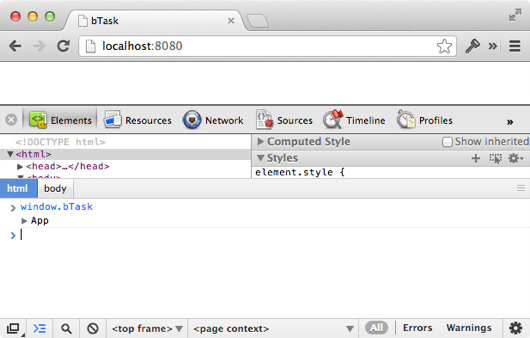 bTask
localhost:8080
Elements Resources Network Sources Timeline Profiles »
<!DOCTYPE html>
▼<html>
▶<head>…</head>
▼<body>
▶ Computed Style Show inherited
▼ Styles
element.style {
html body
> window.bTask
▶ App
>
<top frame> ▼ <page context> ▼ All Errors Warnings